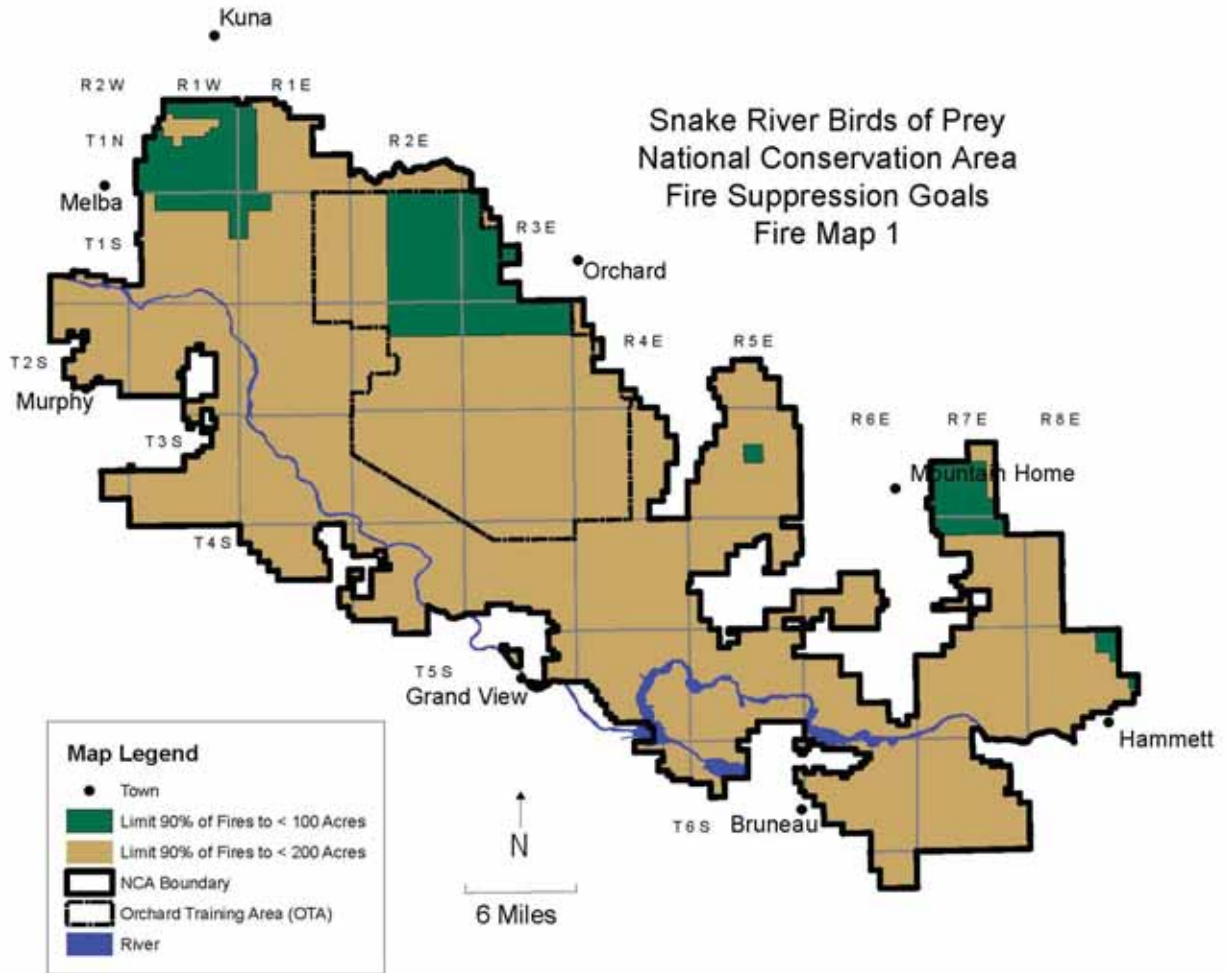 Kuna
R 2 W
R 1 W
R 1 E
Snake River Birds of Prey
National Conservation Area
Fire Suppression Goals
Fire Map 1
T 1 N
R 2 E
Melba
T 1 S
R 3 E
Orchard
T 2 S
R 4 E
R 5 E
Murphy
T 3 S
R 6 E
R 7 E
R 8 E
Mountain Home
T 4 S
T 5 S
Grand View
Hammett
T 6 S
Bruneau
N
6 Miles
Map Legend
Town
Limit 90% of Fires to < 100 Acres
Limit 90% of Fires to < 200 Acres
NCA Boundary
Orchard Training Area (OTA)
River